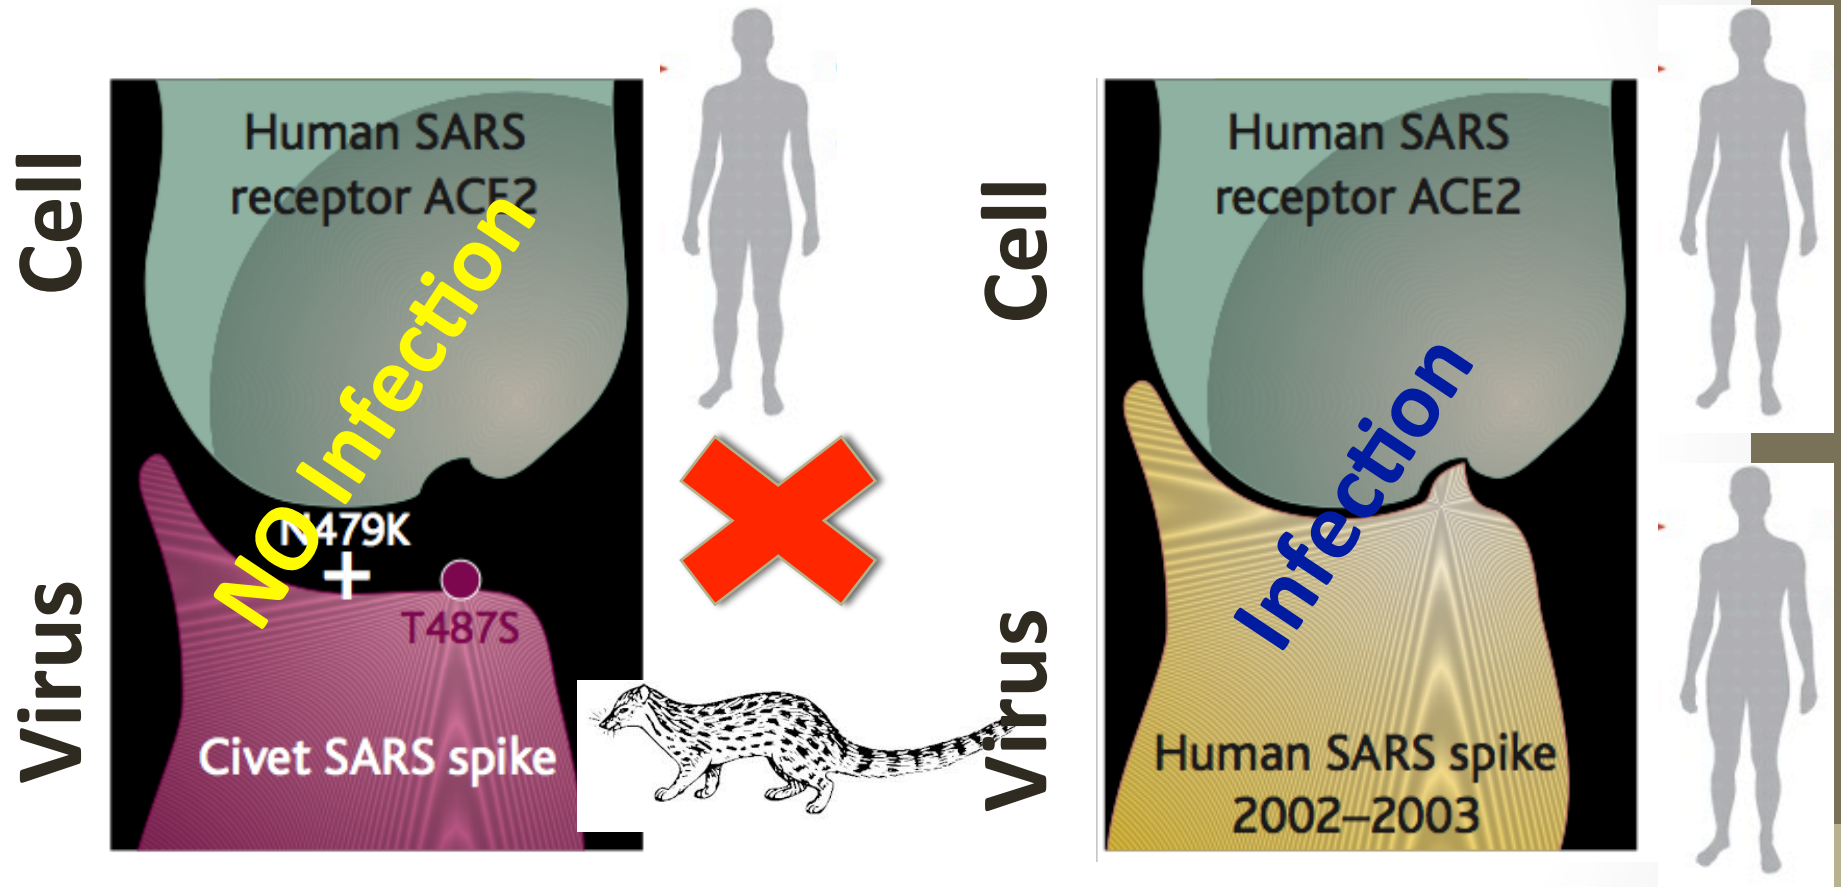 Cell
Virus
Human SARS
receptor ACE2
NO Infection
N479K
+
T487S
Civet SARS spike
Cell
Virus
Human SARS
receptor ACE2
Infection
Human SARS spike
2002–2003